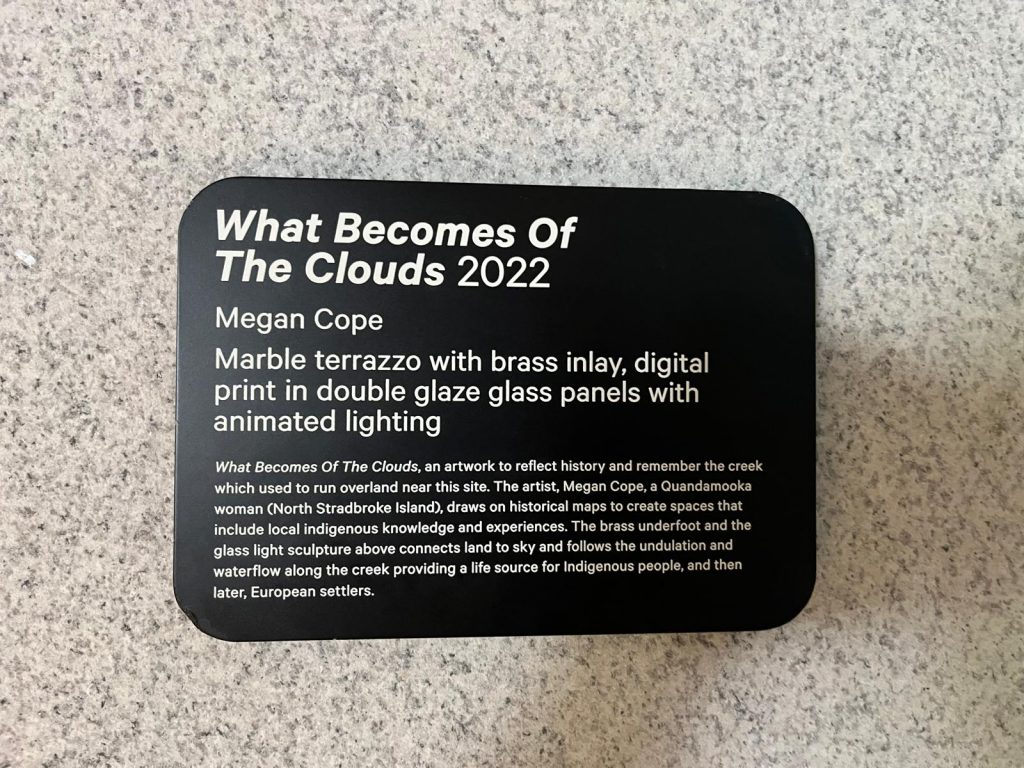 What Becomes Of
The Clouds 2022
Megan Cope
Marble terrazzo with brass inlay, digital
print in double glaze glass panels with
animated lighting
What Becomes Of The Clouds, an artwork to reflect history and remember the creek
which used to run overland near this site. The artist, Megan Cope, a Quandamooka
woman (North Stradbroke Island), draws on historical maps to create spaces that
include local indigenous knowledge and experiences. The brass underfoot and the
glass light sculpture above connects land to sky and follows the undulation and
waterflow along the creek providing a life source for Indigenous people, and then
later, European settlers.